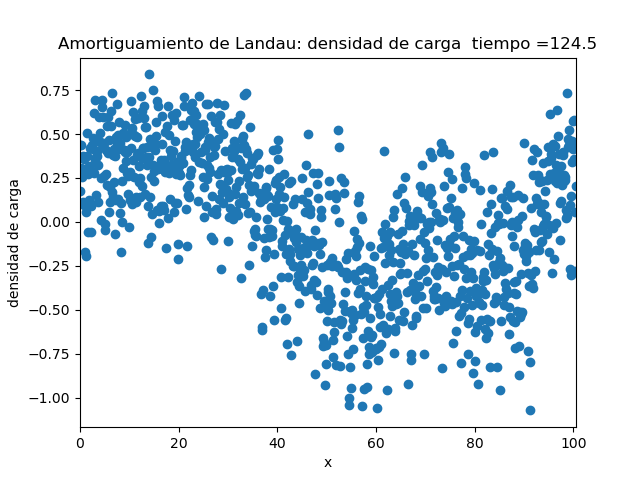 Amortiguamiento de Landau: densidad de carga  tiempo =124.5
densidad de carga
0.75
0.50
0.25
0.00
−0.25
−0.50
−0.75
−1.00
0 20 40 60 80 100
x